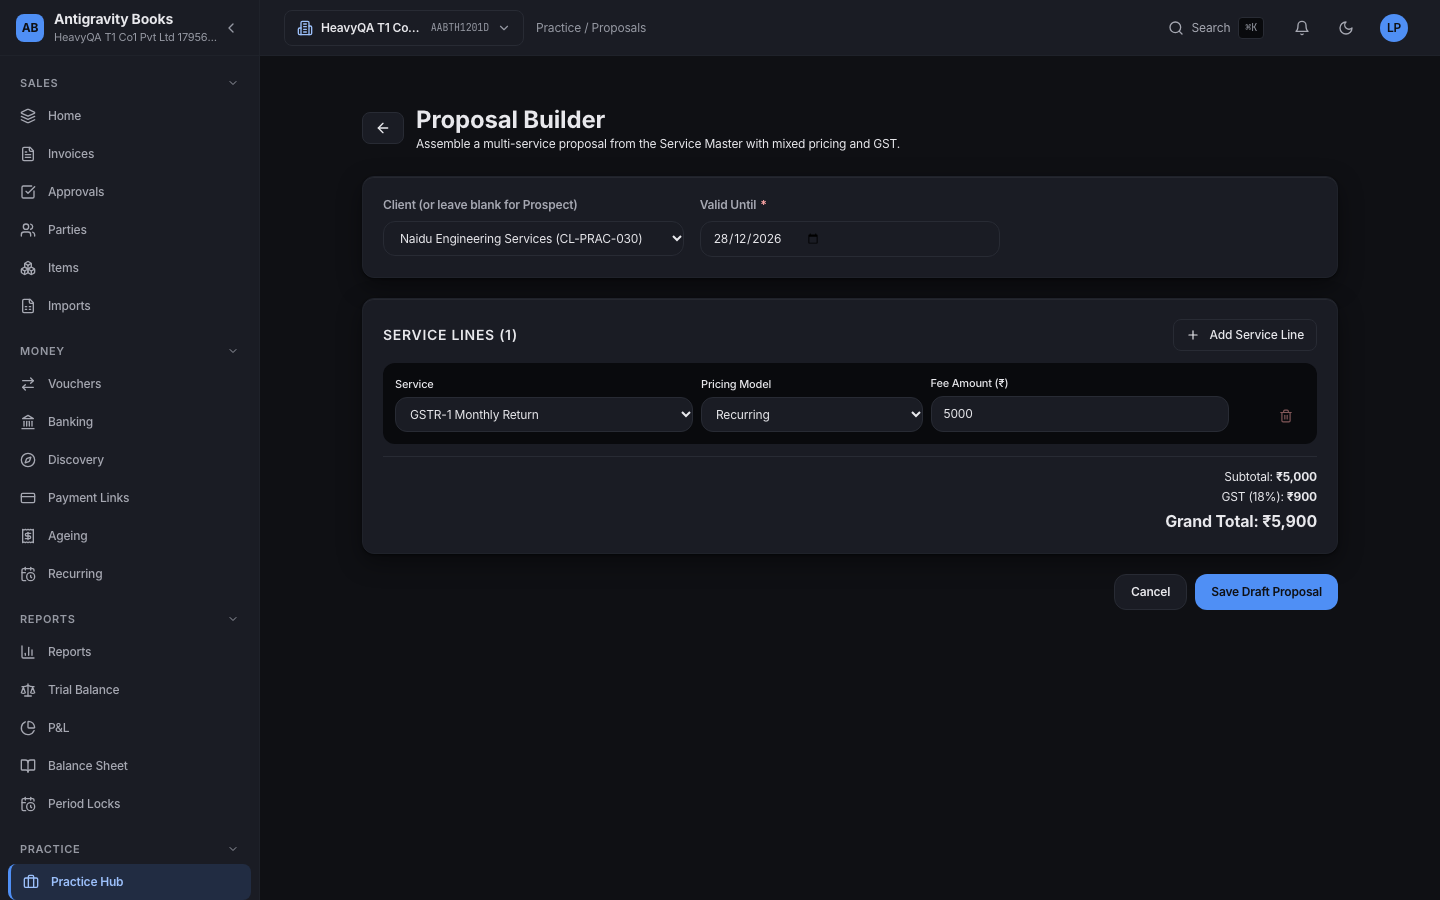 AB
Antigravity Books
HeavyQA T1 Co1 Pvt Ltd 17956...
HeavyQA T1 Co... AABTH1201D
Practice / Proposals
Search ⌘K
LP
SALES
Home
Invoices
Approvals
Parties
Items
Imports
MONEY
Vouchers
Banking
Discovery
Payment Links
Ageing
Recurring
REPORTS
Reports
Trial Balance
P&L
Balance Sheet
Period Locks
PRACTICE
Practice Hub
Proposal Builder
Assemble a multi-service proposal from the Service Master with mixed pricing and GST.
Client (or leave blank for Prospect)
Valid Until *
Naidu Engineering Services (CL-PRAC-030)
28/12/2026
SERVICE LINES (1)
Add Service Line
Service
Pricing Model
Fee Amount (₹)
GSTR-1 Monthly Return
Recurring
5000
Subtotal: ₹5,000
GST (18%): ₹900
Grand Total: ₹5,900
Cancel
Save Draft Proposal